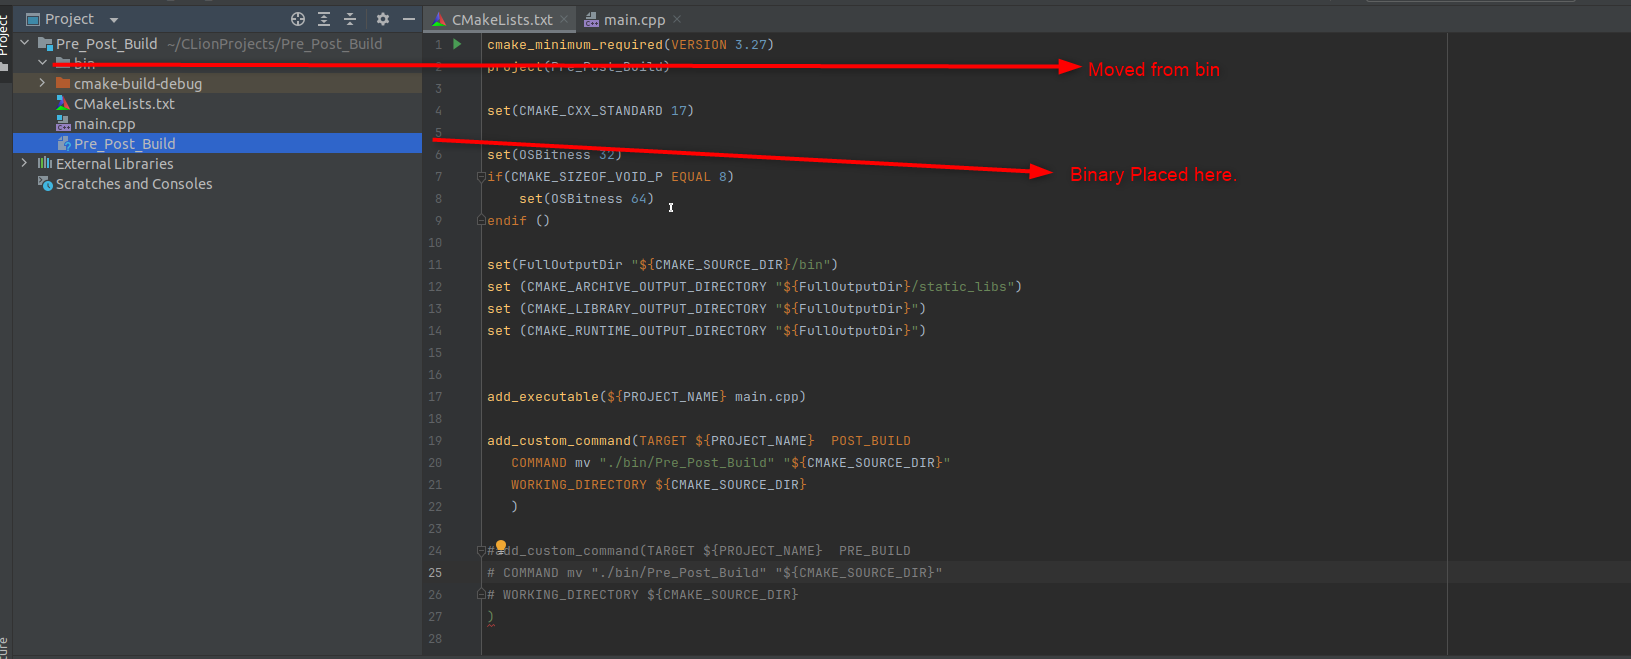 Project
Project
CMakeLists.txt
main.cpp
Pre_Post_Build ~/CLionProjects/Pre_Post_Build
bin
cmake-build-debug
CMakeLists.txt
main.cpp
Pre_Post_Build
External Libraries
Scratches and Consoles
1 cmake_minimum_required(VERSION 3.27)
2 project(Pre_Post_Build)
3
4 set(CMAKE_CXX_STANDARD 17)
5
6 set(OSBitness 32)
7 if(CMAKE_SIZEOF_VOID_P EQUAL 8)
8 set(OSBitness 64)
9 endif ()
10
11 set(FullOutputDir "${CMAKE_SOURCE_DIR}/bin")
12 set (CMAKE_ARCHIVE_OUTPUT_DIRECTORY "${FullOutputDir}/static_libs")
13 set (CMAKE_LIBRARY_OUTPUT_DIRECTORY "${FullOutputDir}")
14 set (CMAKE_RUNTIME_OUTPUT_DIRECTORY "${FullOutputDir}")
15
16
17 add_executable(${PROJECT_NAME} main.cpp)
18
19 add_custom_command(TARGET ${PROJECT_NAME} POST_BUILD
20 COMMAND mv "./bin/Pre_Post_Build" "${CMAKE_SOURCE_DIR}"
21 WORKING_DIRECTORY ${CMAKE_SOURCE_DIR}
22 )
23
24 #add_custom_command(TARGET ${PROJECT_NAME} PRE_BUILD
25 # COMMAND mv "./bin/Pre_Post_Build" "${CMAKE_SOURCE_DIR}"
26 # WORKING_DIRECTORY ${CMAKE_SOURCE_DIR}
27 )
28
Moved from bin
Binary Placed here.